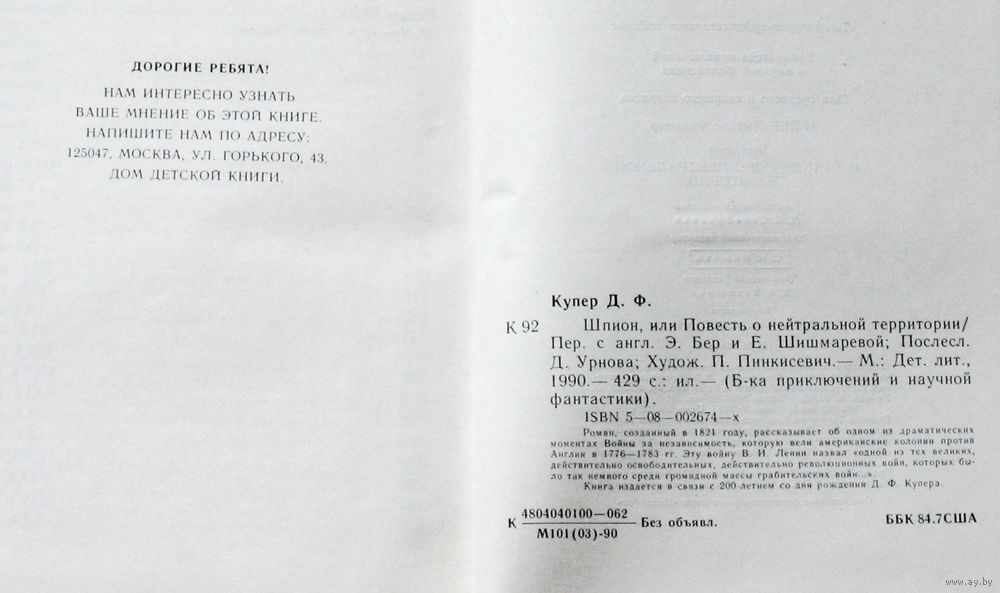 ДОРОГИЕ РЕБЯТА!
НАМ ИНТЕРЕСНО УЗНАТЬ
ВАШЕ МНЕНИЕ ОБ ЭТОЙ КНИГЕ.
НАПИШИТЕ НАМ ПО АДРЕСУ:
125047, МОСКВА, УЛ. ГОРЬКОГО, 43.
ДОМ ДЕТСКОЙ КНИГИ.
Купер Д. Ф.
К 92 Шпион, или Повесть о нейтральной территории/
Пер. с англ. Э. Бер и Е. Шишмаревой; Послесл.
Д. Урнова; Худож. П. Пинкисевич.— М.: Дет. лит.,
1990.— 429 с.: ил.— (Б-ка приключений и научной
фантастики).
ISBN 5—08—002674—х
Роман, созданный в 1821 году, рассказывает об одном из драматических
моментах Войны за независимость, которую вели американские колонии против
Англии в 1776—1783 гг. Эту войну В. И. Ленин назвал «одной из тех великих,
действительно освободительных, действительно революционных войн, которых бы-
ло так немного среди громадной массы грабительских войн...».
Книга издается в связи с 200-летием со дня рождения Д. Ф. Купера.
К 4804040100—062
М101(03)-90
Без объявл.
ББК 84.7США
www.ay.by